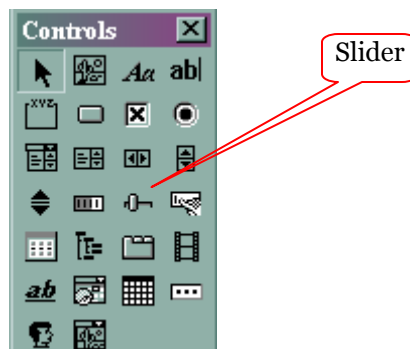 Controls
Slider
Aa ab|
XYZ
ab